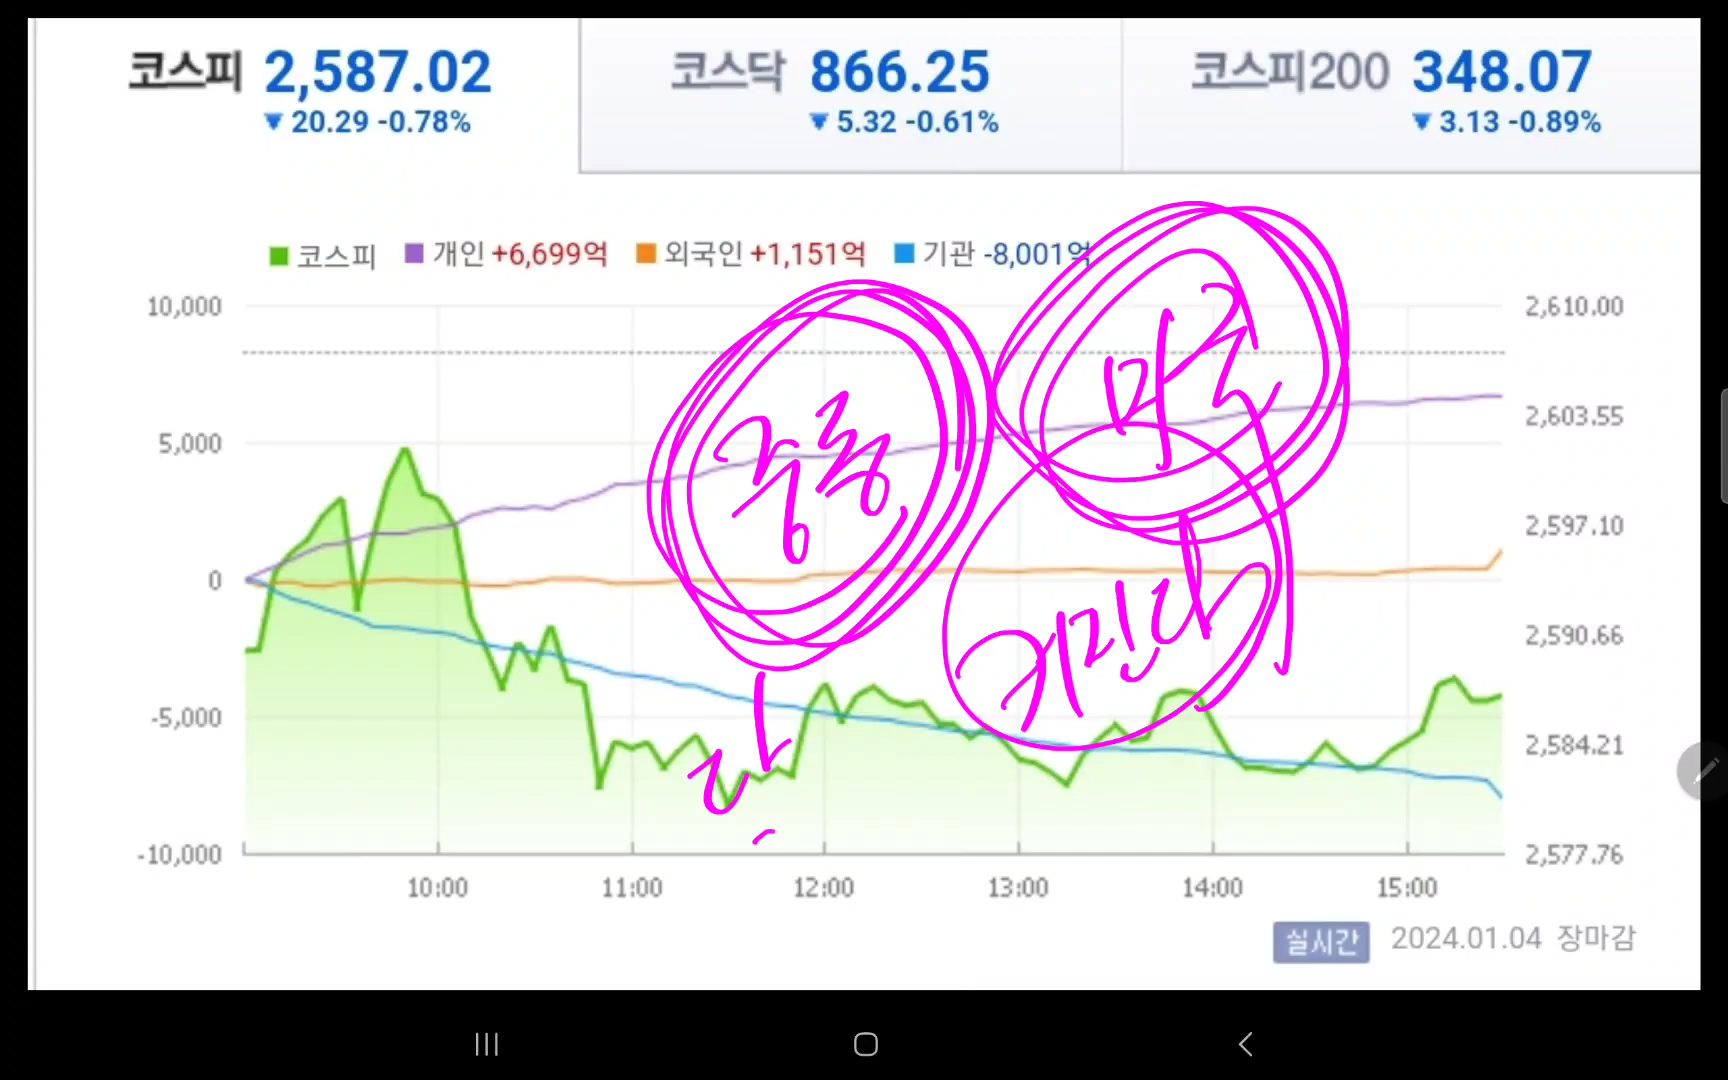 코스피 2,587.02 코스닥 866.25 코스피200 348.07
▼ 20.29 -0.78% ▼ 5.32 -0.61% ▼ 3.13 -0.89%
코스피 개인 +6,699억 외국인 +1,151억 기관 -8,001억
10,000 2,610.00
2,603.55
5,000
2,597.10
0
2,590.66
-5,000
2,584.21
-10,000 2,577.76
10:00 11:00 12:00 13:00 14:00 15:00
실시간 2024.01.04 장마감